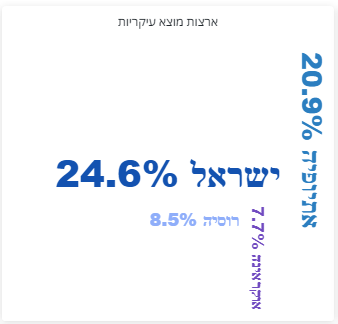 ארצות מוצא עיקריות
אתיופיה 20.9%
ישראל 24.6%
רוסיה 8.5%
אוקראינה 7.7%